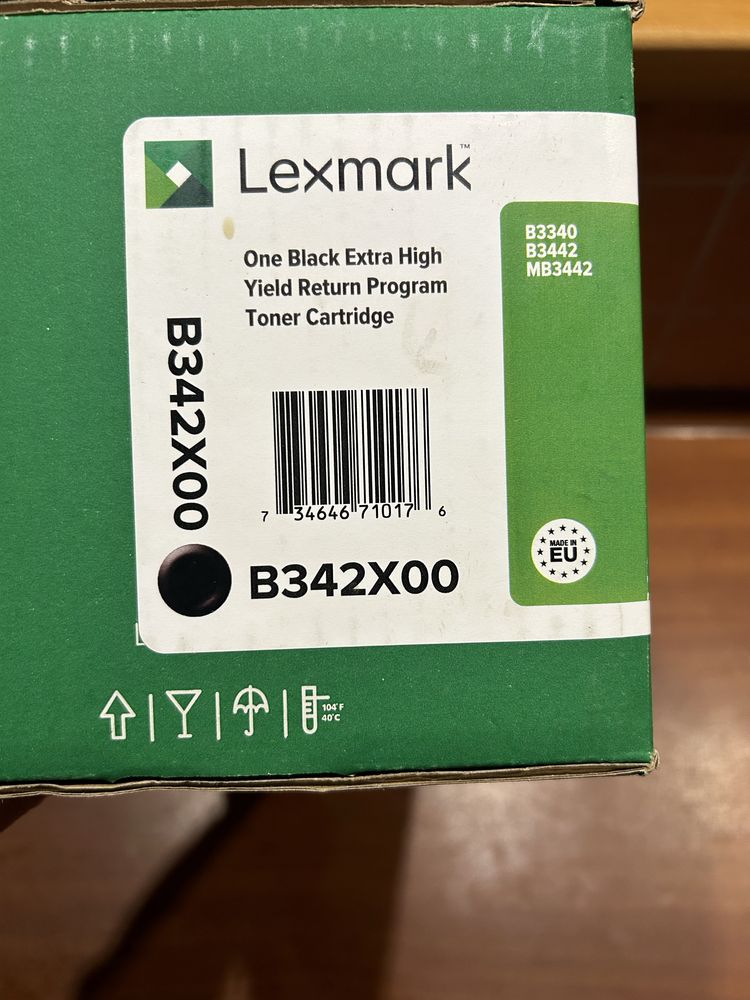 Lexmark™
One Black Extra High
Yield Return Program
Toner Cartridge
B3340
B3442
MB3442
B342X00
7 34646 71017 6
MADE IN
EU
B342X00
104°F
40°C